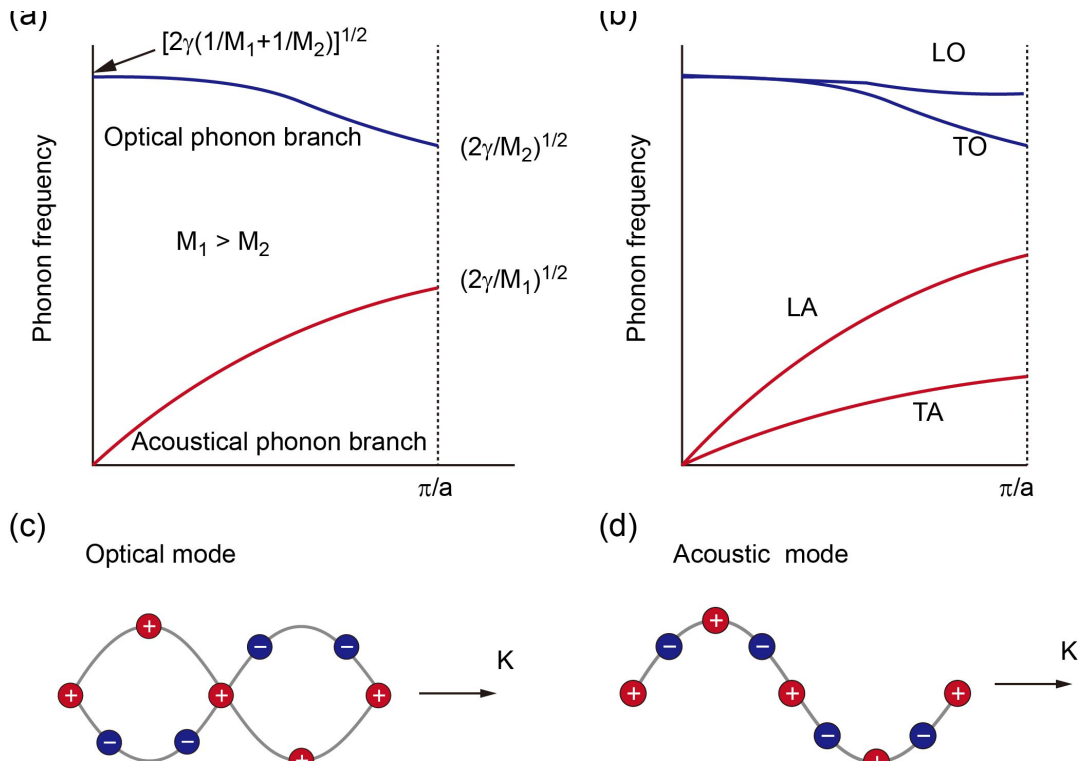 (a)
[2γ(1/M₁+1/M₂)]¹/²
Optical phonon branch
(2γ/M₂)¹/²
M₁ > M₂
(2γ/M₁)¹/²
Acoustical phonon branch
Phonon frequency
π/a
(b)
LO
TO
LA
TA
Phonon frequency
π/a
(c)
Optical mode
+
+
+
+
+
−
−
−
−
K
(d)
Acoustic mode
+
+
+
+
+
−
−
−
−
K